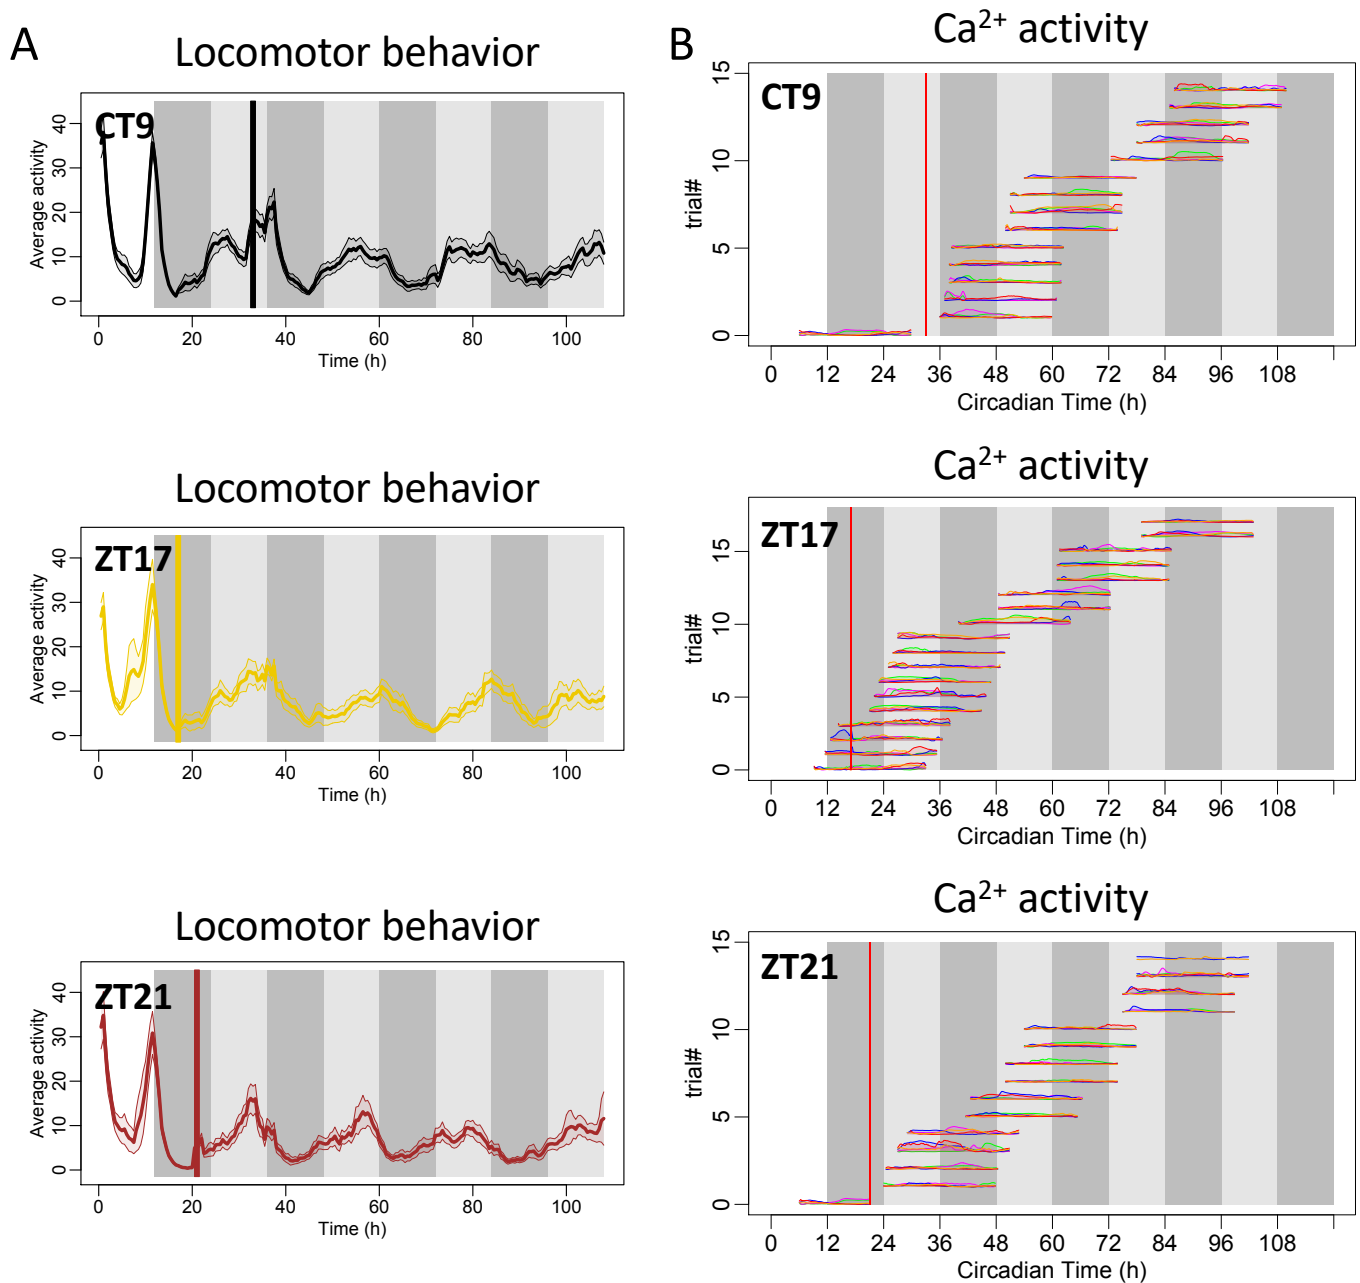 A
Locomotor behavior
CT9
Average activity
0 10 20 30 40
0 20 40 60 80 100
Time (h)
B
Ca2+ activity
CT9
trial#
0 5 10 15
0 12 24 36 48 60 72 84 96 108
Circadian Time (h)
Locomotor behavior
ZT17
Average activity
0 10 20 30 40
0 20 40 60 80 100
Time (h)
Ca2+ activity
ZT17
trial#
0 5 10 15
0 12 24 36 48 60 72 84 96 108
Circadian Time (h)
Locomotor behavior
ZT21
Average activity
0 10 20 30 40
0 20 40 60 80 100
Time (h)
Ca2+ activity
ZT21
trial#
0 5 10 15
0 12 24 36 48 60 72 84 96 108
Circadian Time (h)